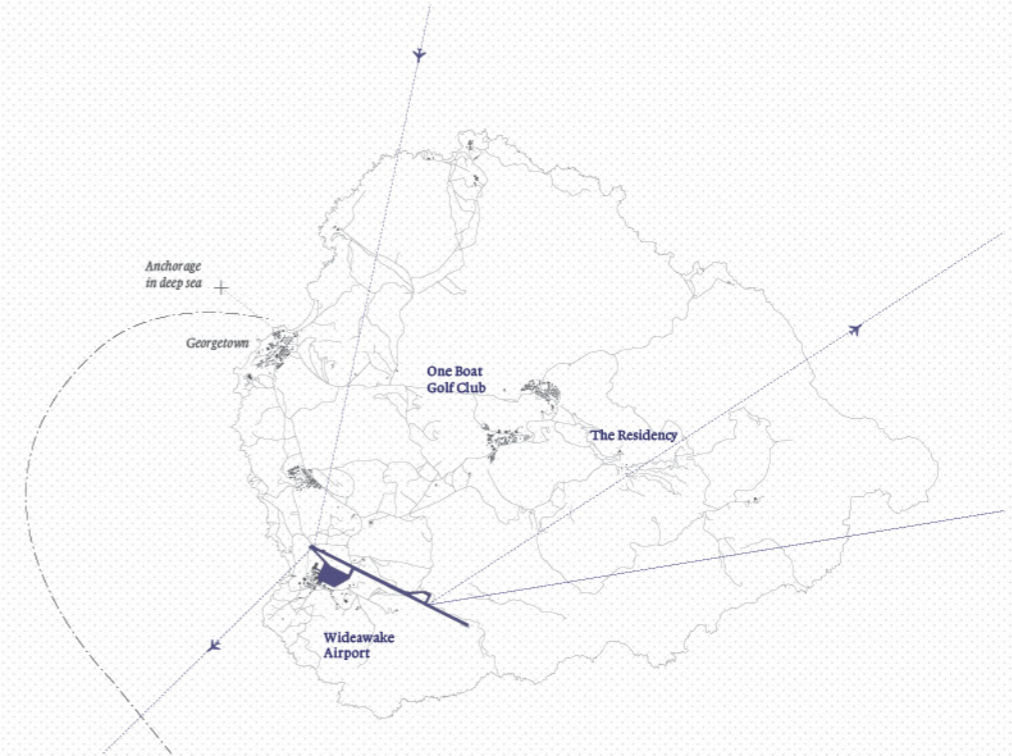 Anchorage
in deep sea
Georgetown
One Boat
Golf Club
The Residency
Wideawake
Airport